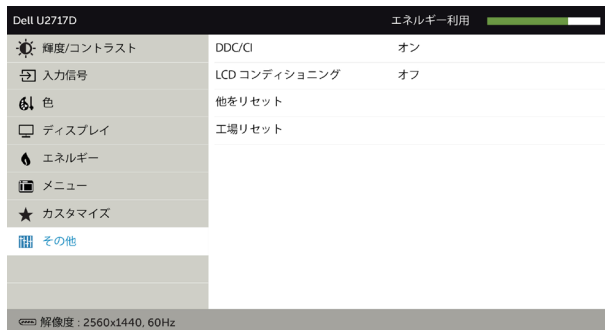 Dell U2717D エネルギー利用
輝度/コントラスト DDC/CI オン
入力信号 LCD コンディショニング オフ
色 他をリセット
ディスプレイ 工場リセット
エネルギー
メニュー
カスタマイズ
その他
解像度 : 2560x1440, 60Hz